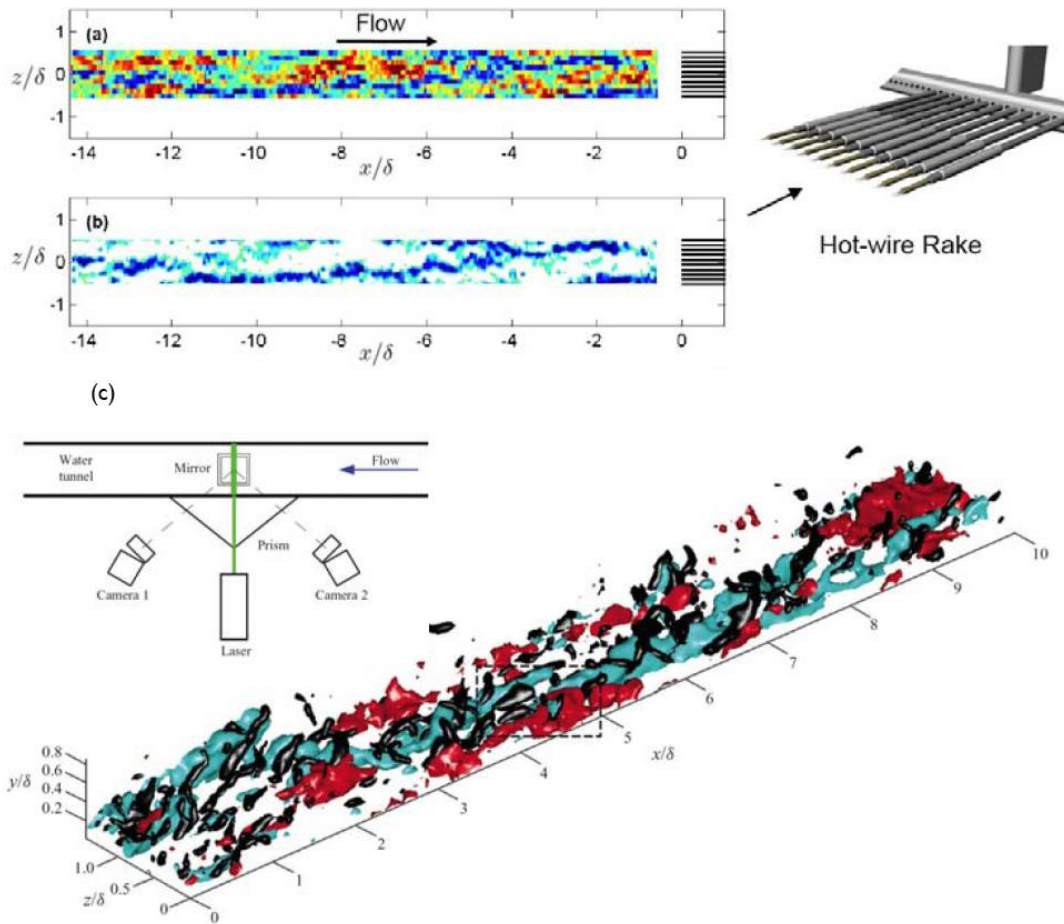 Flow
(a)
1
z/δ
0
-1
-14 -12 -10 -8 -6 -4 -2 0
x/δ
(b)
1
z/δ
0
-1
-14 -12 -10 -8 -6 -4 -2 0
x/δ
Hot-wire Rake
(c)
Water
tunnel
Mirror
Flow
Prism
Camera 1
Camera 2
Laser
10
9
8
7
6
5
x/δ
4
3
2
1
0
0.8
0.6
y/δ
0.4
0.2
1.0
0.5
z/δ
0